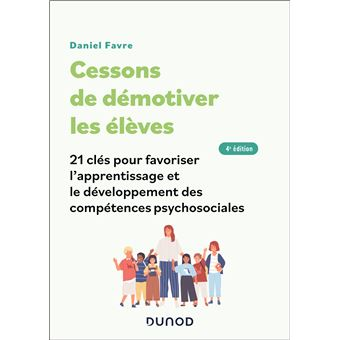 Daniel Favre
Cessons
de démotiver
les élèves
4e édition
21 clés pour favoriser
l'apprentissage et
le développement des
compétences psychosociales
DUNOD